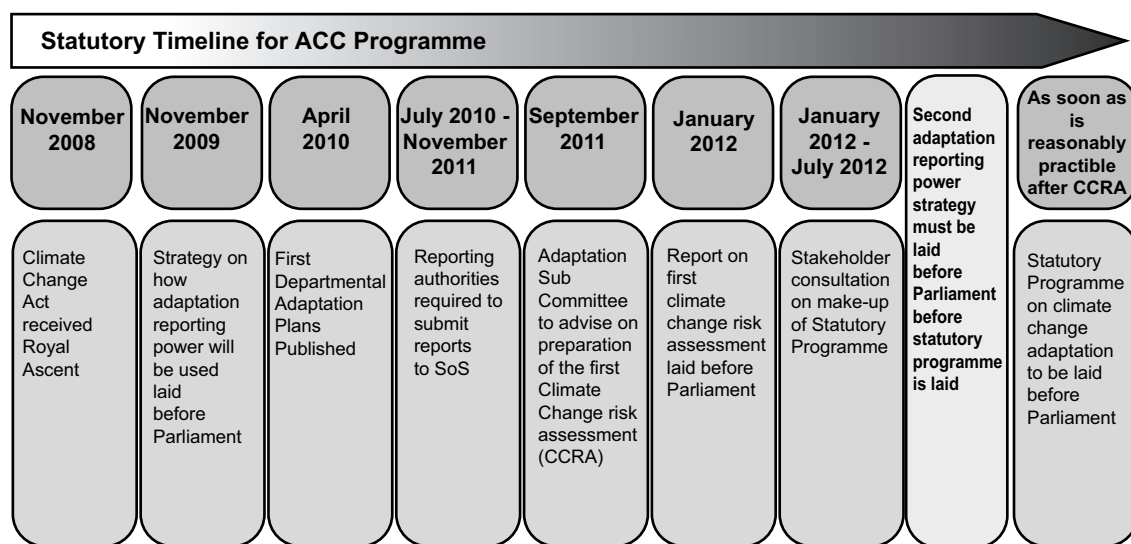 Statutory Timeline for ACC Programme
November
2008
November
2009
April
2010
July 2010 -
November
2011
September
2011
January
2012
January
2012 -
July 2012
Second
adaptation
reporting
power
strategy
must be
laid
before
Parliament
before
statutory
programme
is laid
As soon as
is
reasonably
practible
after CCRA
Climate
Change
Act
received
Royal
Ascent
Strategy on
how
adaptation
reporting
power will
be used
laid
before
Parliament
First
Departmental
Adaptation
Plans
Published
Reporting
authorities
required to
submit
reports
to SoS
Adaptation
Sub
Committee
to advise on
preparation
of the first
Climate
Change risk
assessment
(CCRA)
Report on
first
climate
change risk
assessment
laid before
Parliament
Stakeholder
consultation
on make-up
of Statutory
Programme
Statutory
Programme
on climate
change
adaptation
to be laid
before
Parliament